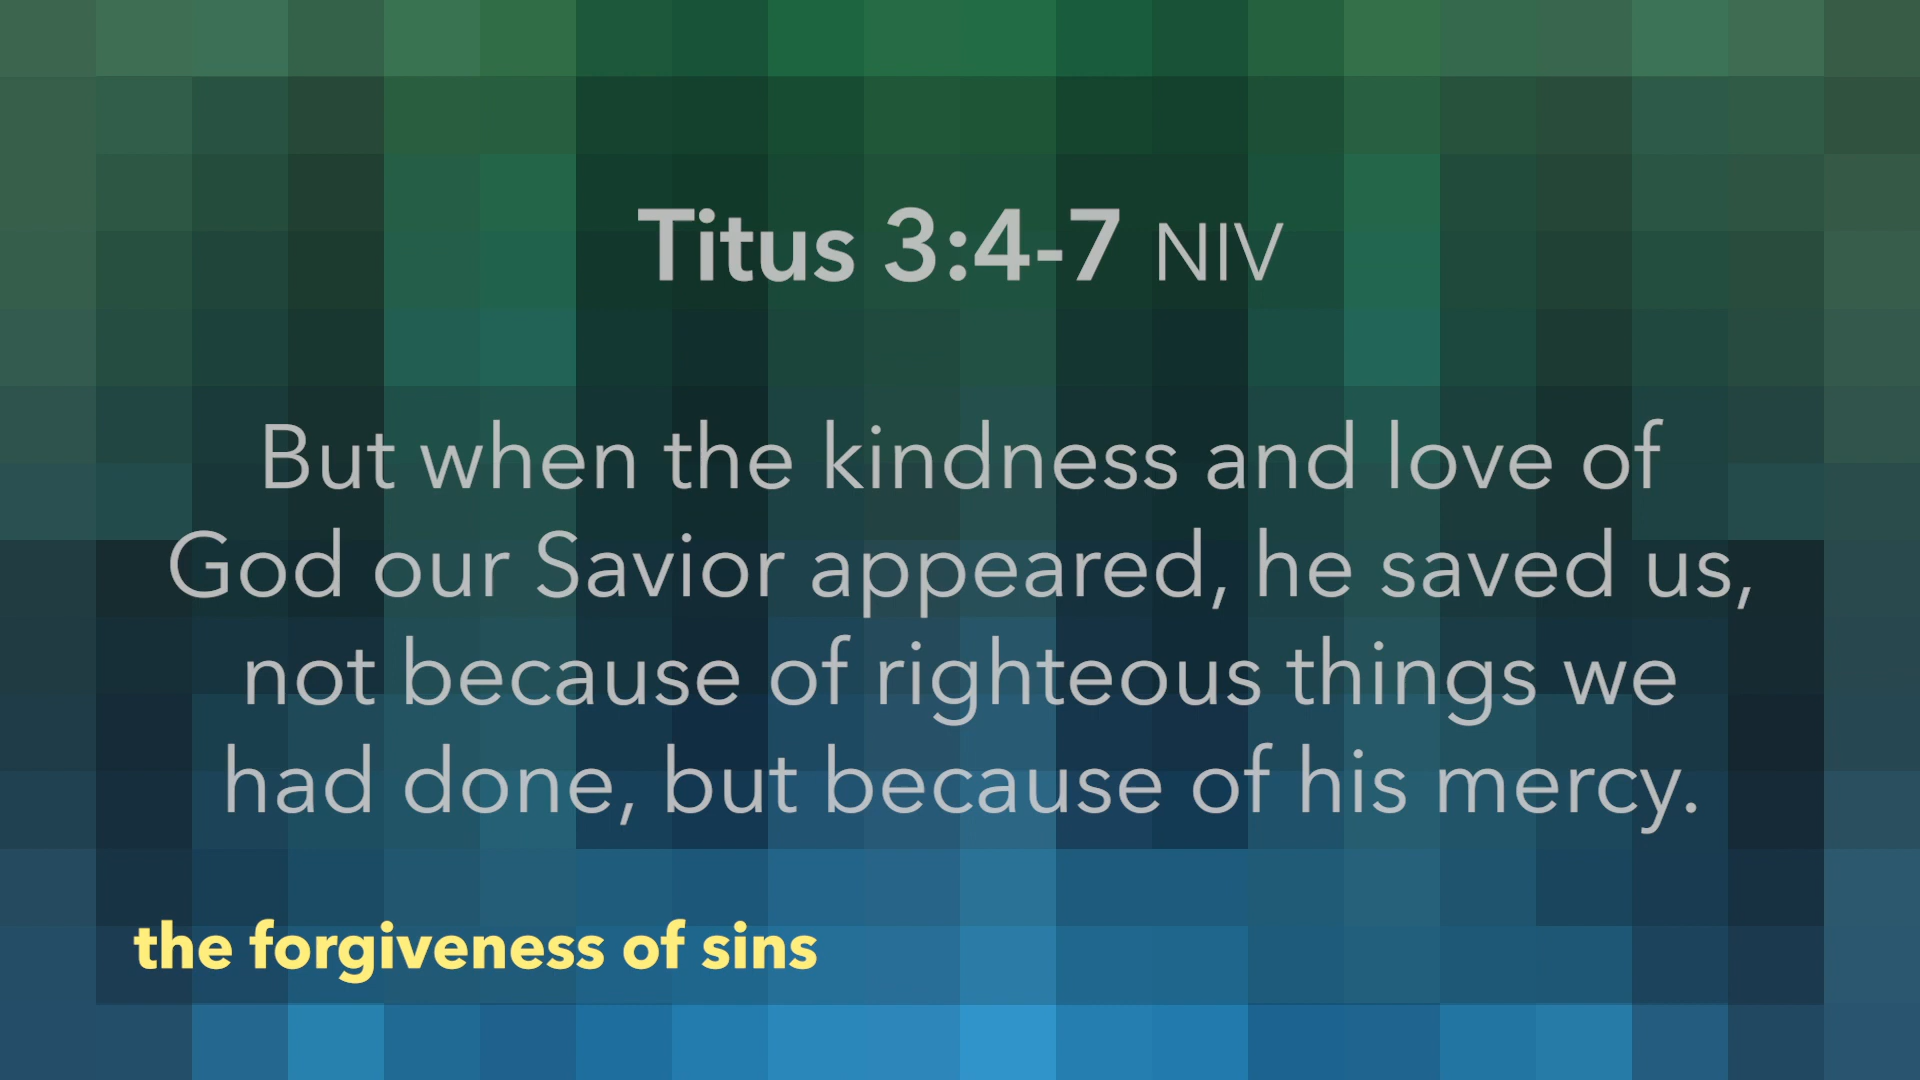 Titus 3:4-7 NIV
But when the kindness and love of
God our Savior appeared, he saved us,
not because of righteous things we
had done, but because of his mercy.
the forgiveness of sins